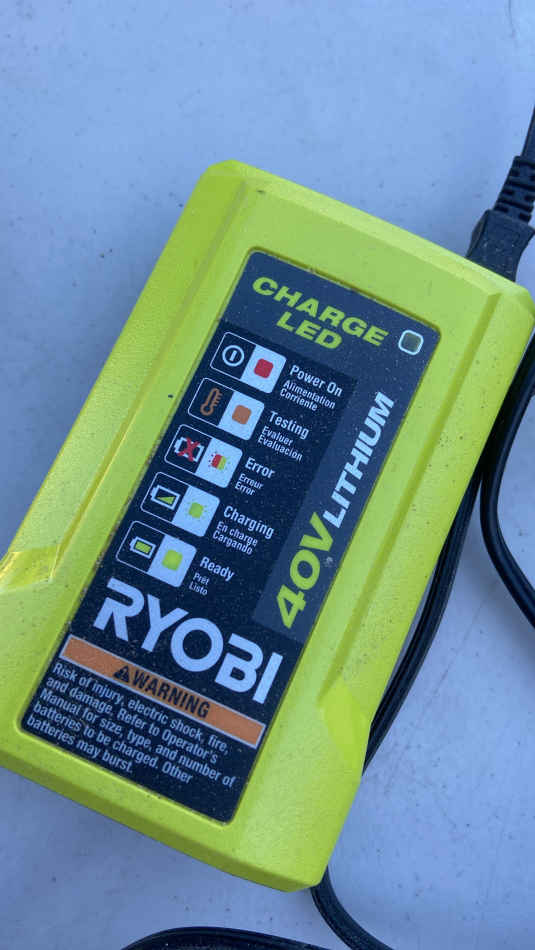 CHARGE
LED
Power On
Alimentation
Corriente
Testing
Évaluer
Evaluacion
Error
Erreur
Error
Charging
En charge
Cargando
Ready
Prêt
Listo
40V LITHIUM
RYOBI
WARNING
Risk of injury, electric shock, fire,
and damage. Refer to Operator's
Manual for size, type, and number of
batteries to be charged. Other
batteries may burst.